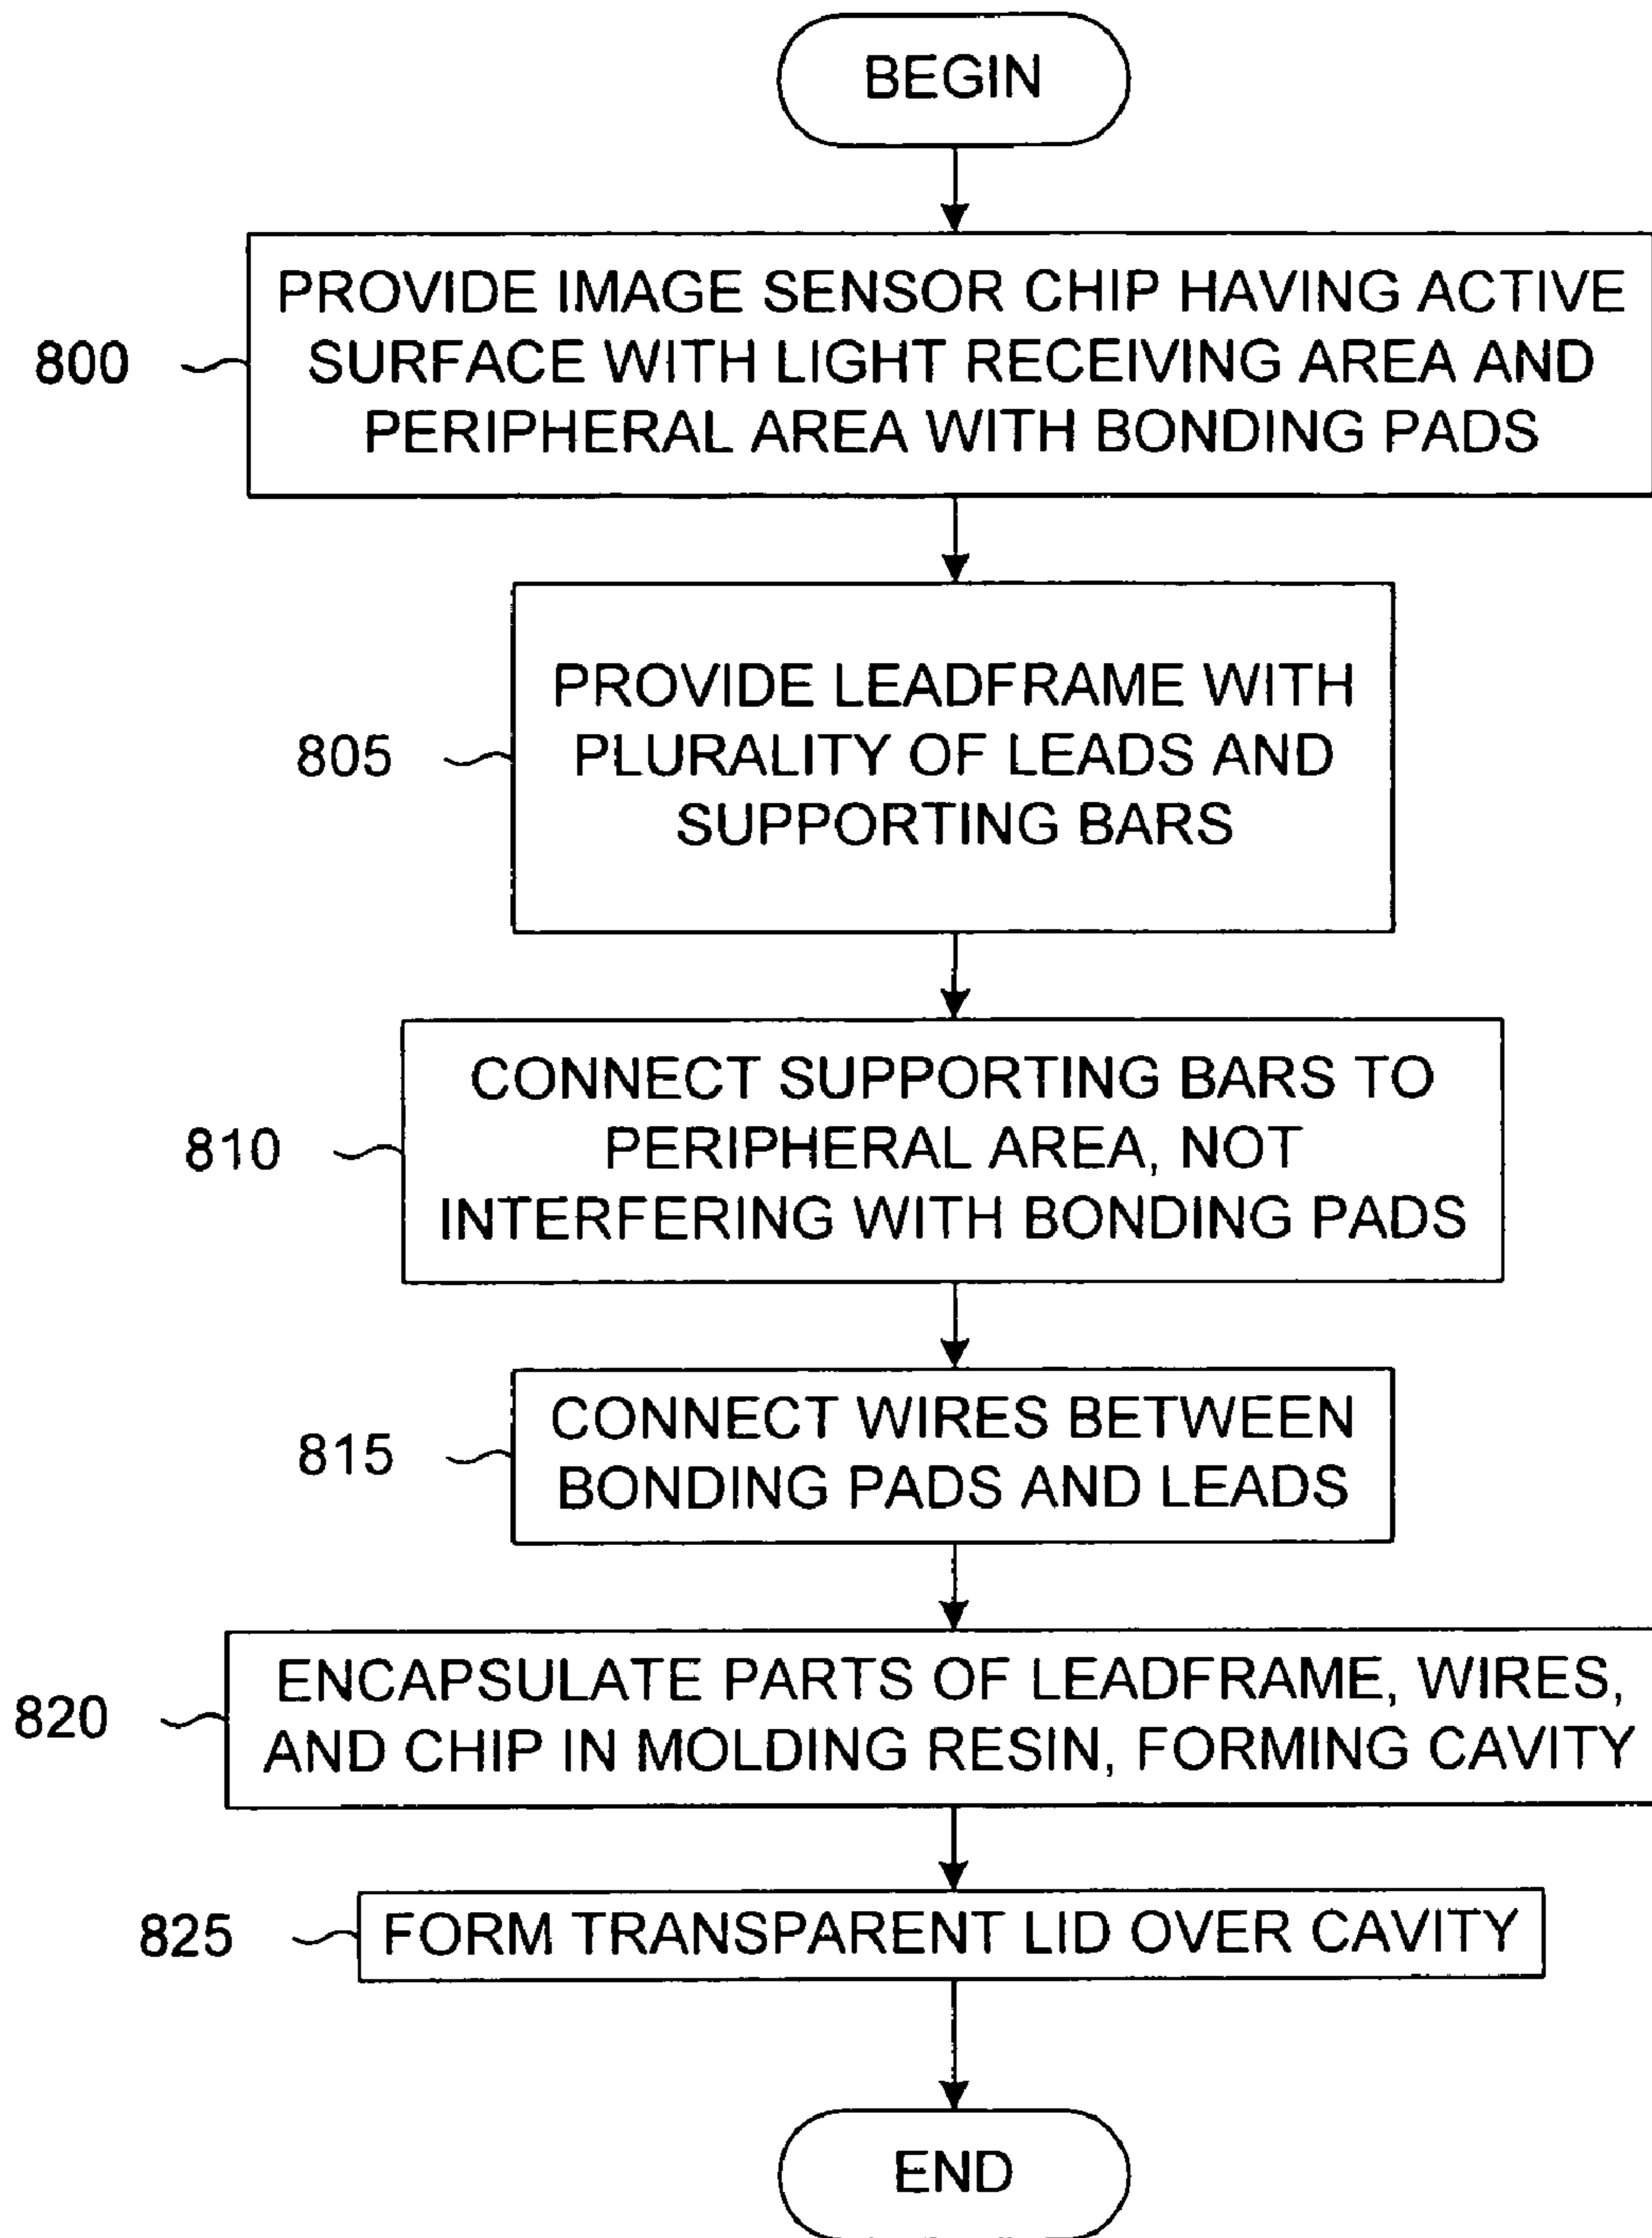 BEGIN
800
PROVIDE IMAGE SENSOR CHIP HAVING ACTIVE
SURFACE WITH LIGHT RECEIVING AREA AND
PERIPHERAL AREA WITH BONDING PADS
805
PROVIDE LEADFRAME WITH
PLURALITY OF LEADS AND
SUPPORTING BARS
810
CONNECT SUPPORTING BARS TO
PERIPHERAL AREA, NOT
INTERFERING WITH BONDING PADS
815
CONNECT WIRES BETWEEN
BONDING PADS AND LEADS
820
ENCAPSULATE PARTS OF LEADFRAME, WIRES,
AND CHIP IN MOLDING RESIN, FORMING CAVITY
825
FORM TRANSPARENT LID OVER CAVITY
END